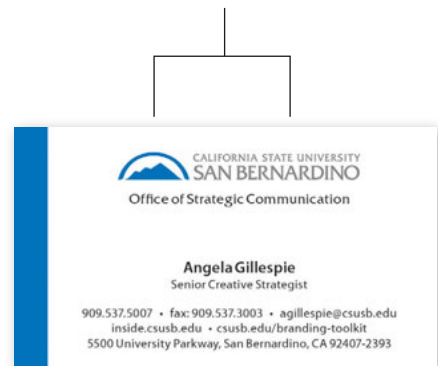 CALIFORNIA STATE UNIVERSITY
SAN BERNARDINO
Office of Strategic Communication
Angela Gillespie
Senior Creative Strategist
909.537.5007 • fax: 909.537.3003 • agillespie@csusb.edu
inside.csusb.edu • csusb.edu/branding-toolkit
5500 University Parkway, San Bernardino, CA 92407-2393